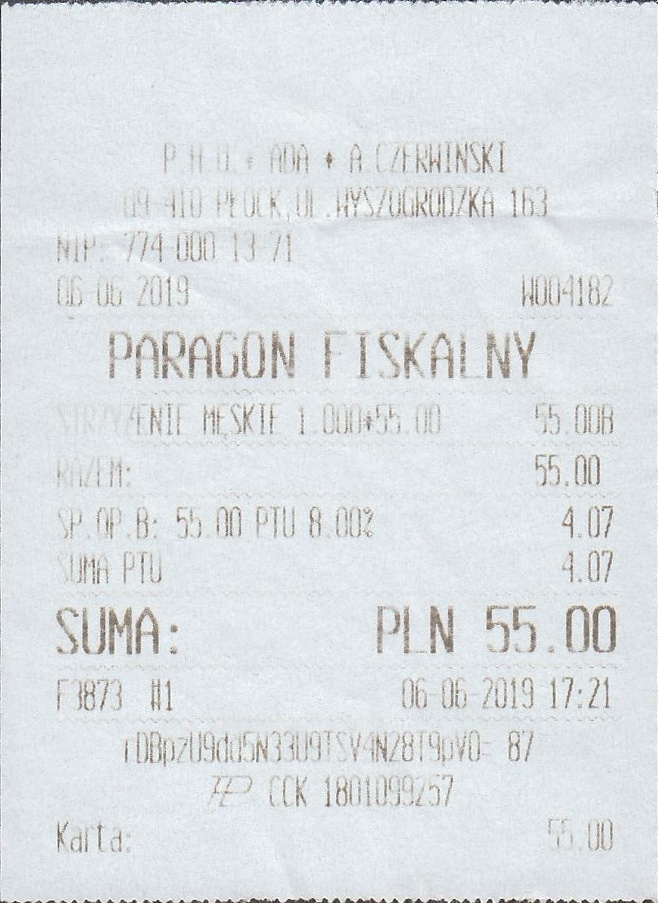 P.H.U. ♦ ADA ♦ A.CZERWIŃSKI
09-410 PŁOCK,UL.WYSZOGRODZKA 163
NIP: 774-000-13-71
06-06-2019 W004182
PARAGON FISKALNY
STRZYŻENIE MĘSKIE 1.000*55.00 55.00B
RAZEM: 55.00
SP.OP.B: 55.00 PTU 8.00% 4.07
SUMA PTU 4.07
SUMA: PLN 55.00
F3873 #1 06-06-2019 17:21
87
CCK 1801099257
Karta: 55.00